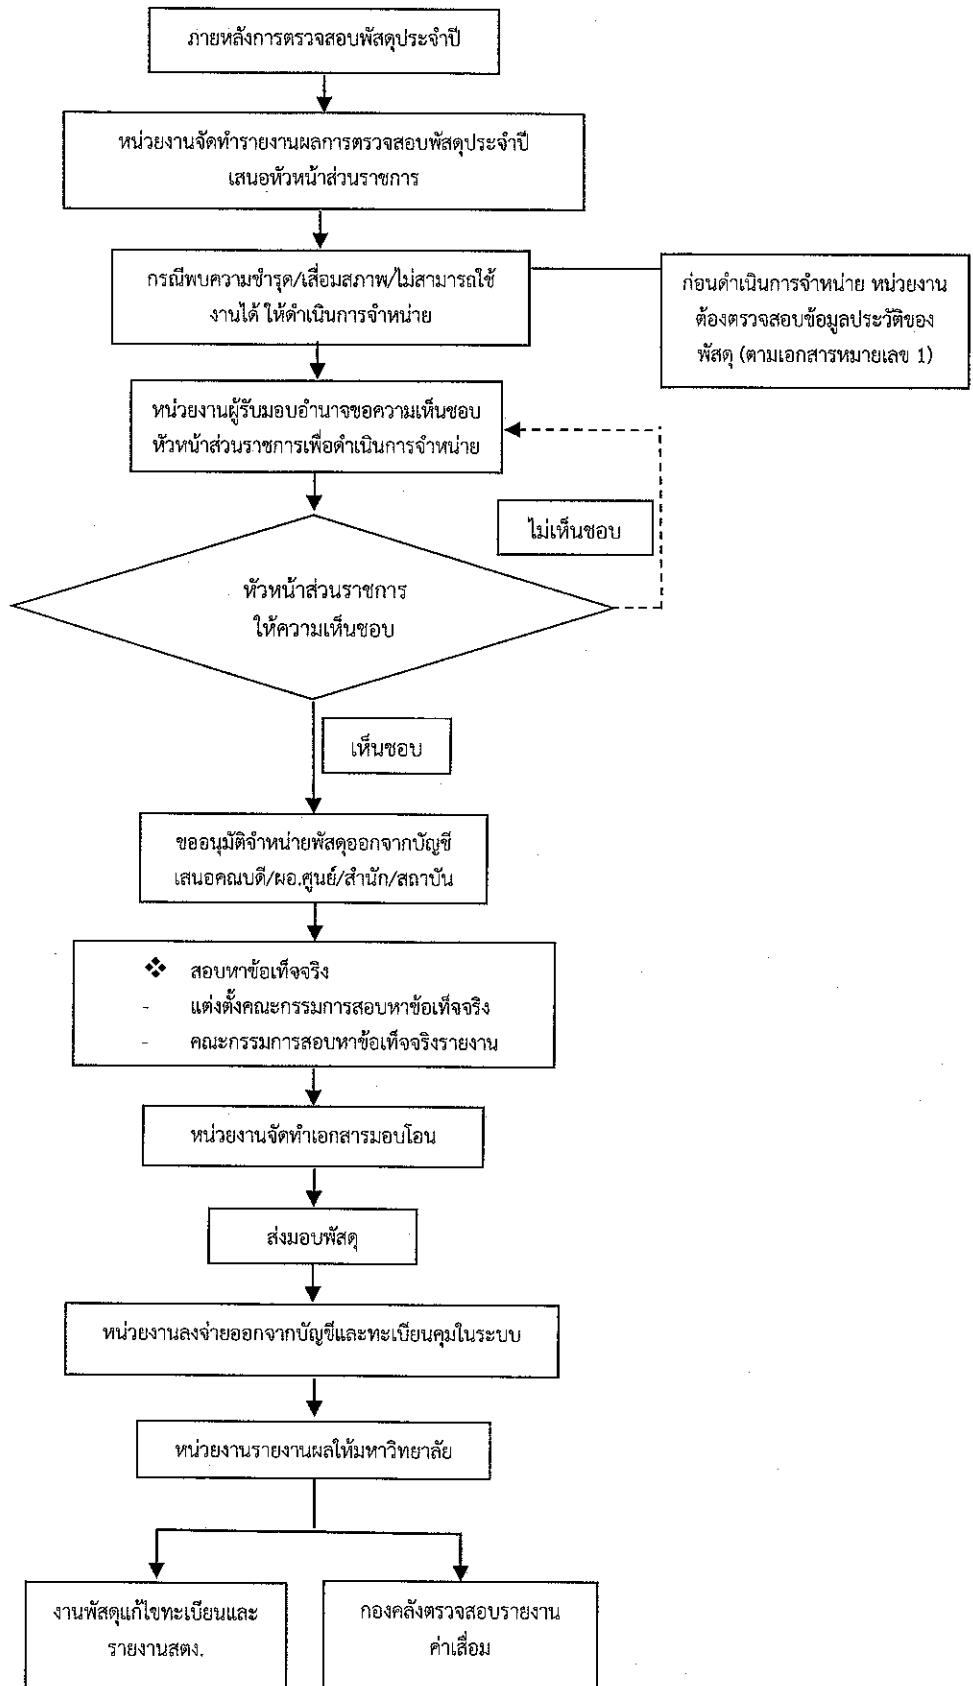 ภายหลังการตรวจสอบพัสดุประจำปี
หน่วยงานจัดทำรายงานผลการตรวจสอบพัสดุประจำปี
เสนอหัวหน้าส่วนราชการ
กรณีพบความชำรุด/เสื่อมสภาพ/ไม่สามารถใช้
งานได้ ให้ดำเนินการจำหน่าย
ก่อนดำเนินการจำหน่าย หน่วยงาน
ต้องตรวจสอบข้อมูลประวัติของ
พัสดุ (ตามเอกสารหมายเลข 1)
หน่วยงานผู้รับมอบอำนาจขอความเห็นชอบ
หัวหน้าส่วนราชการเพื่อดำเนินการจำหน่าย
ไม่เห็นชอบ
หัวหน้าส่วนราชการ
ให้ความเห็นชอบ
เห็นชอบ
ขออนุมัติจำหน่ายพัสดุออกจากบัญชี
เสนอคณบดี/ผอ.ศูนย์/สำนัก/สถาบัน
❖ สอบหาข้อเท็จจริง
- แต่งตั้งคณะกรรมการสอบหาข้อเท็จจริง
- คณะกรรมการสอบหาข้อเท็จจริงรายงาน
หน่วยงานจัดทำเอกสารมอบโอน
ส่งมอบพัสดุ
หน่วยงานลงจ่ายออกจากบัญชีและทะเบียนคุมในระบบ
หน่วยงานรายงานผลให้มหาวิทยาลัย
งานพัสดุแก้ไขทะเบียนและ
รายงานสตง.
กองคลังตรวจสอบรายงาน
ค่าเสื่อม